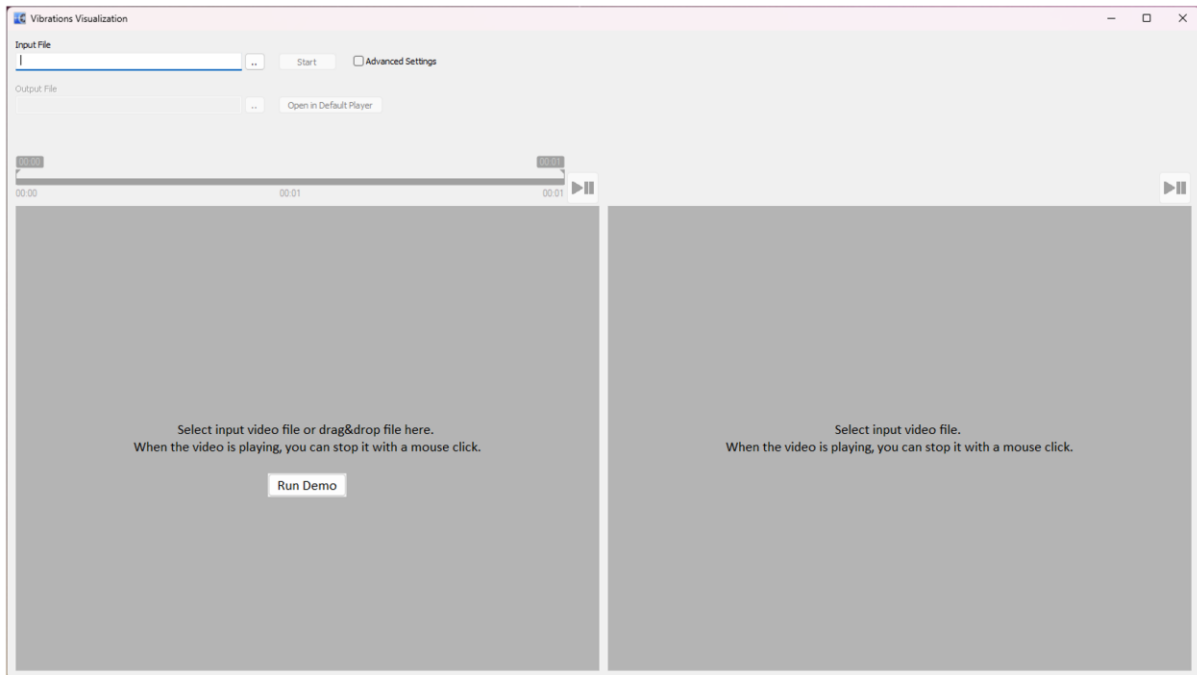 Vibrations Visualization
Input File
.. Start Advanced Settings
Output File
.. Open in Default Player
00:00 00:01
00:00 00:01 00:01
Select input video file or drag&drop file here.
When the video is playing, you can stop it with a mouse click.
Run Demo
Select input video file.
When the video is playing, you can stop it with a mouse click.